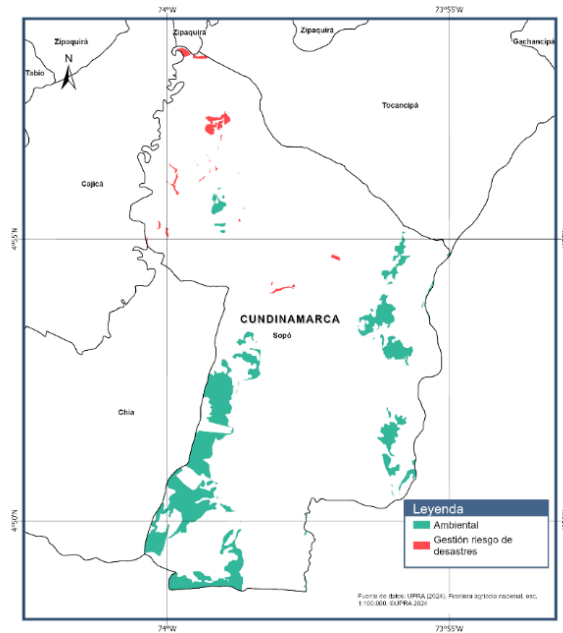 74°W
73°55'W
Zipaquirá
Zipaquirá
Zipaquirá
Gachancipá
Tabio
N
Tocancipá
Cajicá
4°55'N
CUNDINAMARCA
Sopó
Chía
4°50'N
Leyenda
Ambiental
Gestión riesgo de
desastres
Fuente de datos: UPRA (2024). Frontera agrícola nacional, esc.
1:100.000. ©UPRA 2024
74°W
73°55'W